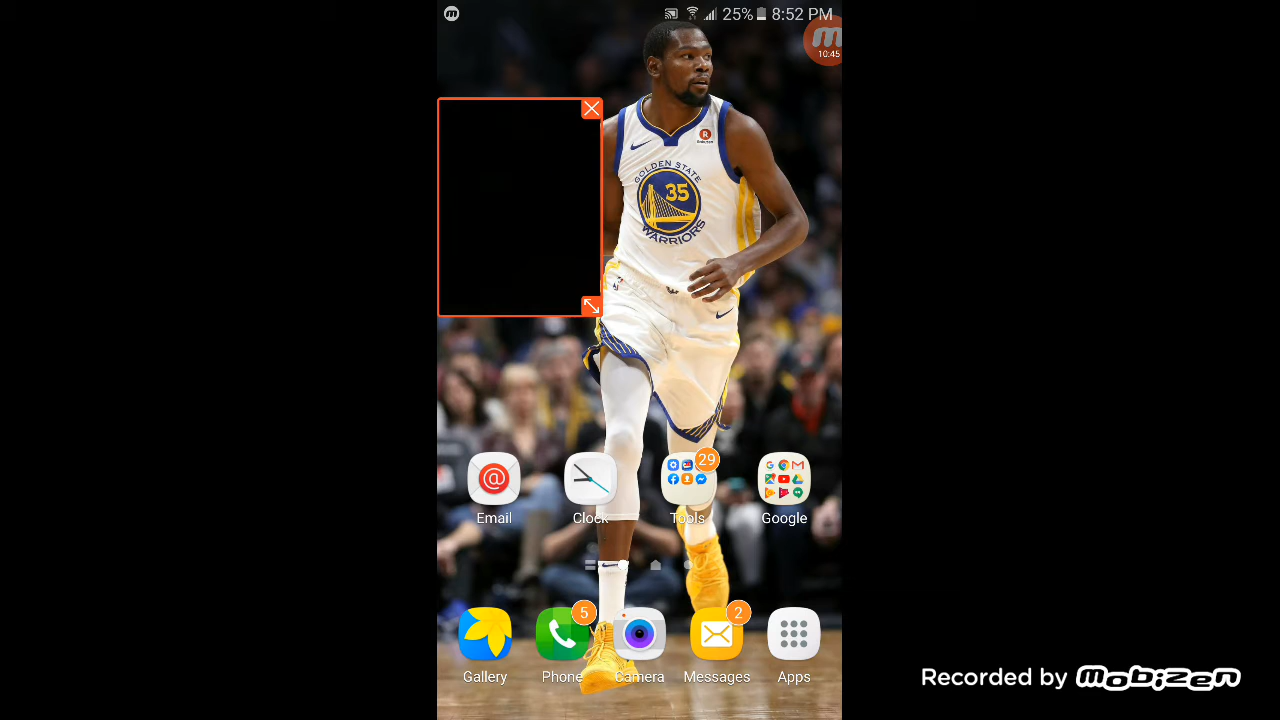 25% 8:52 PM
10:45
GOLDEN STATE
35
WARRIORS
29
Email
Clock
Tools
Google
5
2
Gallery
Phone
Camera
Messages
Apps
Recorded by mobizen